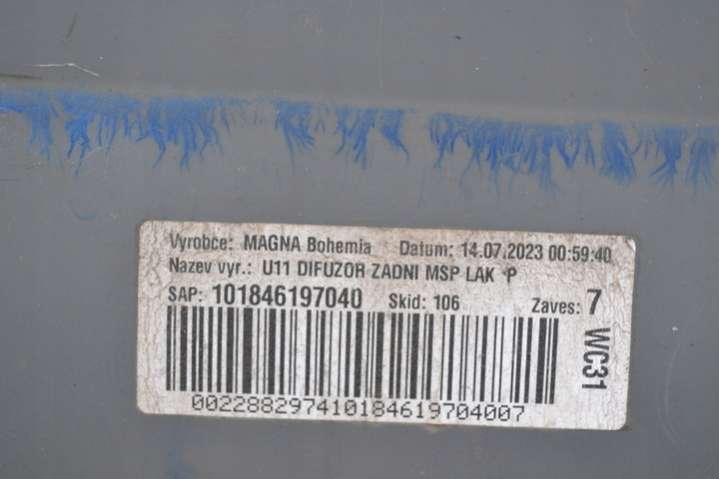 Vyrobce: MAGNA Bohemia Datum: 14.07.2023 00:59:40
Nazev vyr.: U11 DIFUZOR ZADNI MSP LAK P
SAP: 101846197040 Skid: 106 Zaves: 7
WC31
002288297410184619704007